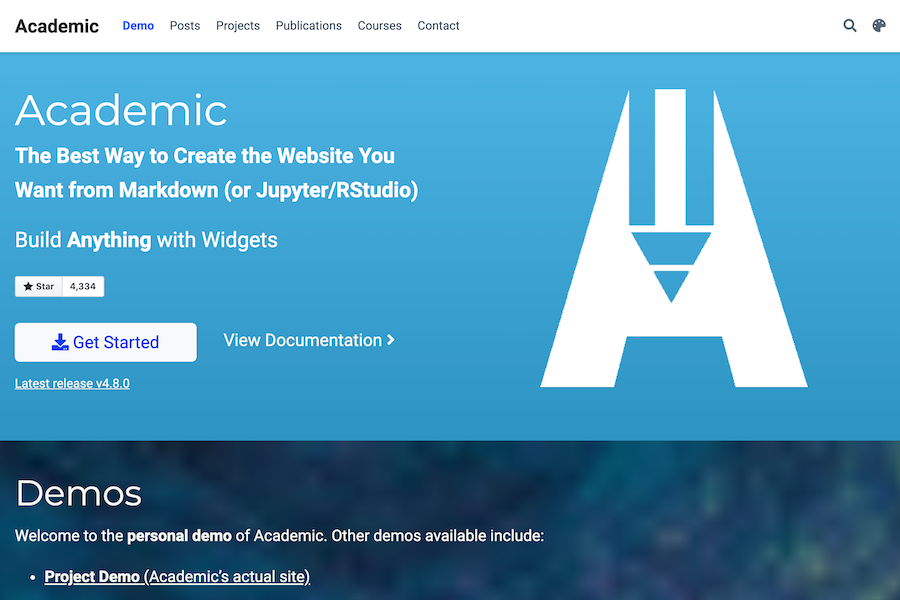 Academic Demo Posts Projects Publications Courses Contact
Academic
The Best Way to Create the Website You
Want from Markdown (or Jupyter/RStudio)
Build Anything with Widgets
Star 4,334
Get Started View Documentation
Latest release v4.8.0
Demos
Welcome to the personal demo of Academic. Other demos available include:
• Project Demo (Academic's actual site)